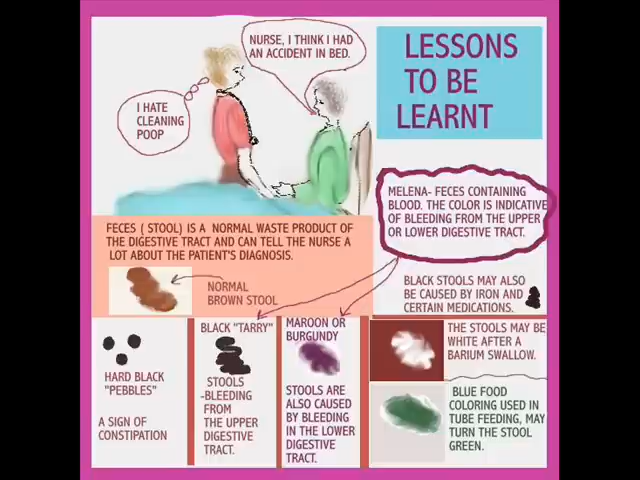 NURSE, I THINK I HAD
AN ACCIDENT IN BED.
LESSONS
TO BE
LEARNT
I HATE
CLEANING
POOP
MELENA- FECES CONTAINING
BLOOD. THE COLOR IS INDICATIVE
OF BLEEDING FROM THE UPPER
OR LOWER DIGESTIVE TRACT.
FECES ( STOOL) IS A NORMAL WASTE PRODUCT OF
THE DIGESTIVE TRACT AND CAN TELL THE NURSE A
LOT ABOUT THE PATIENT'S DIAGNOSIS.
NORMAL
BROWN STOOL
BLACK STOOLS MAY ALSO
BE CAUSED BY IRON AND
CERTAIN MEDICATIONS.
HARD BLACK
"PEBBLES"
A SIGN OF
CONSTIPATION
BLACK "TARRY"
STOOLS
-BLEEDING
FROM
THE UPPER
DIGESTIVE
TRACT.
MAROON OR
BURGUNDY
STOOLS ARE
ALSO CAUSED
BY BLEEDING
IN THE LOWER
DIGESTIVE
TRACT.
THE STOOLS MAY BE
WHITE AFTER A
BARIUM SWALLOW.
BLUE FOOD
COLORING USED IN
TUBE FEEDING, MAY
TURN THE STOOL
GREEN.